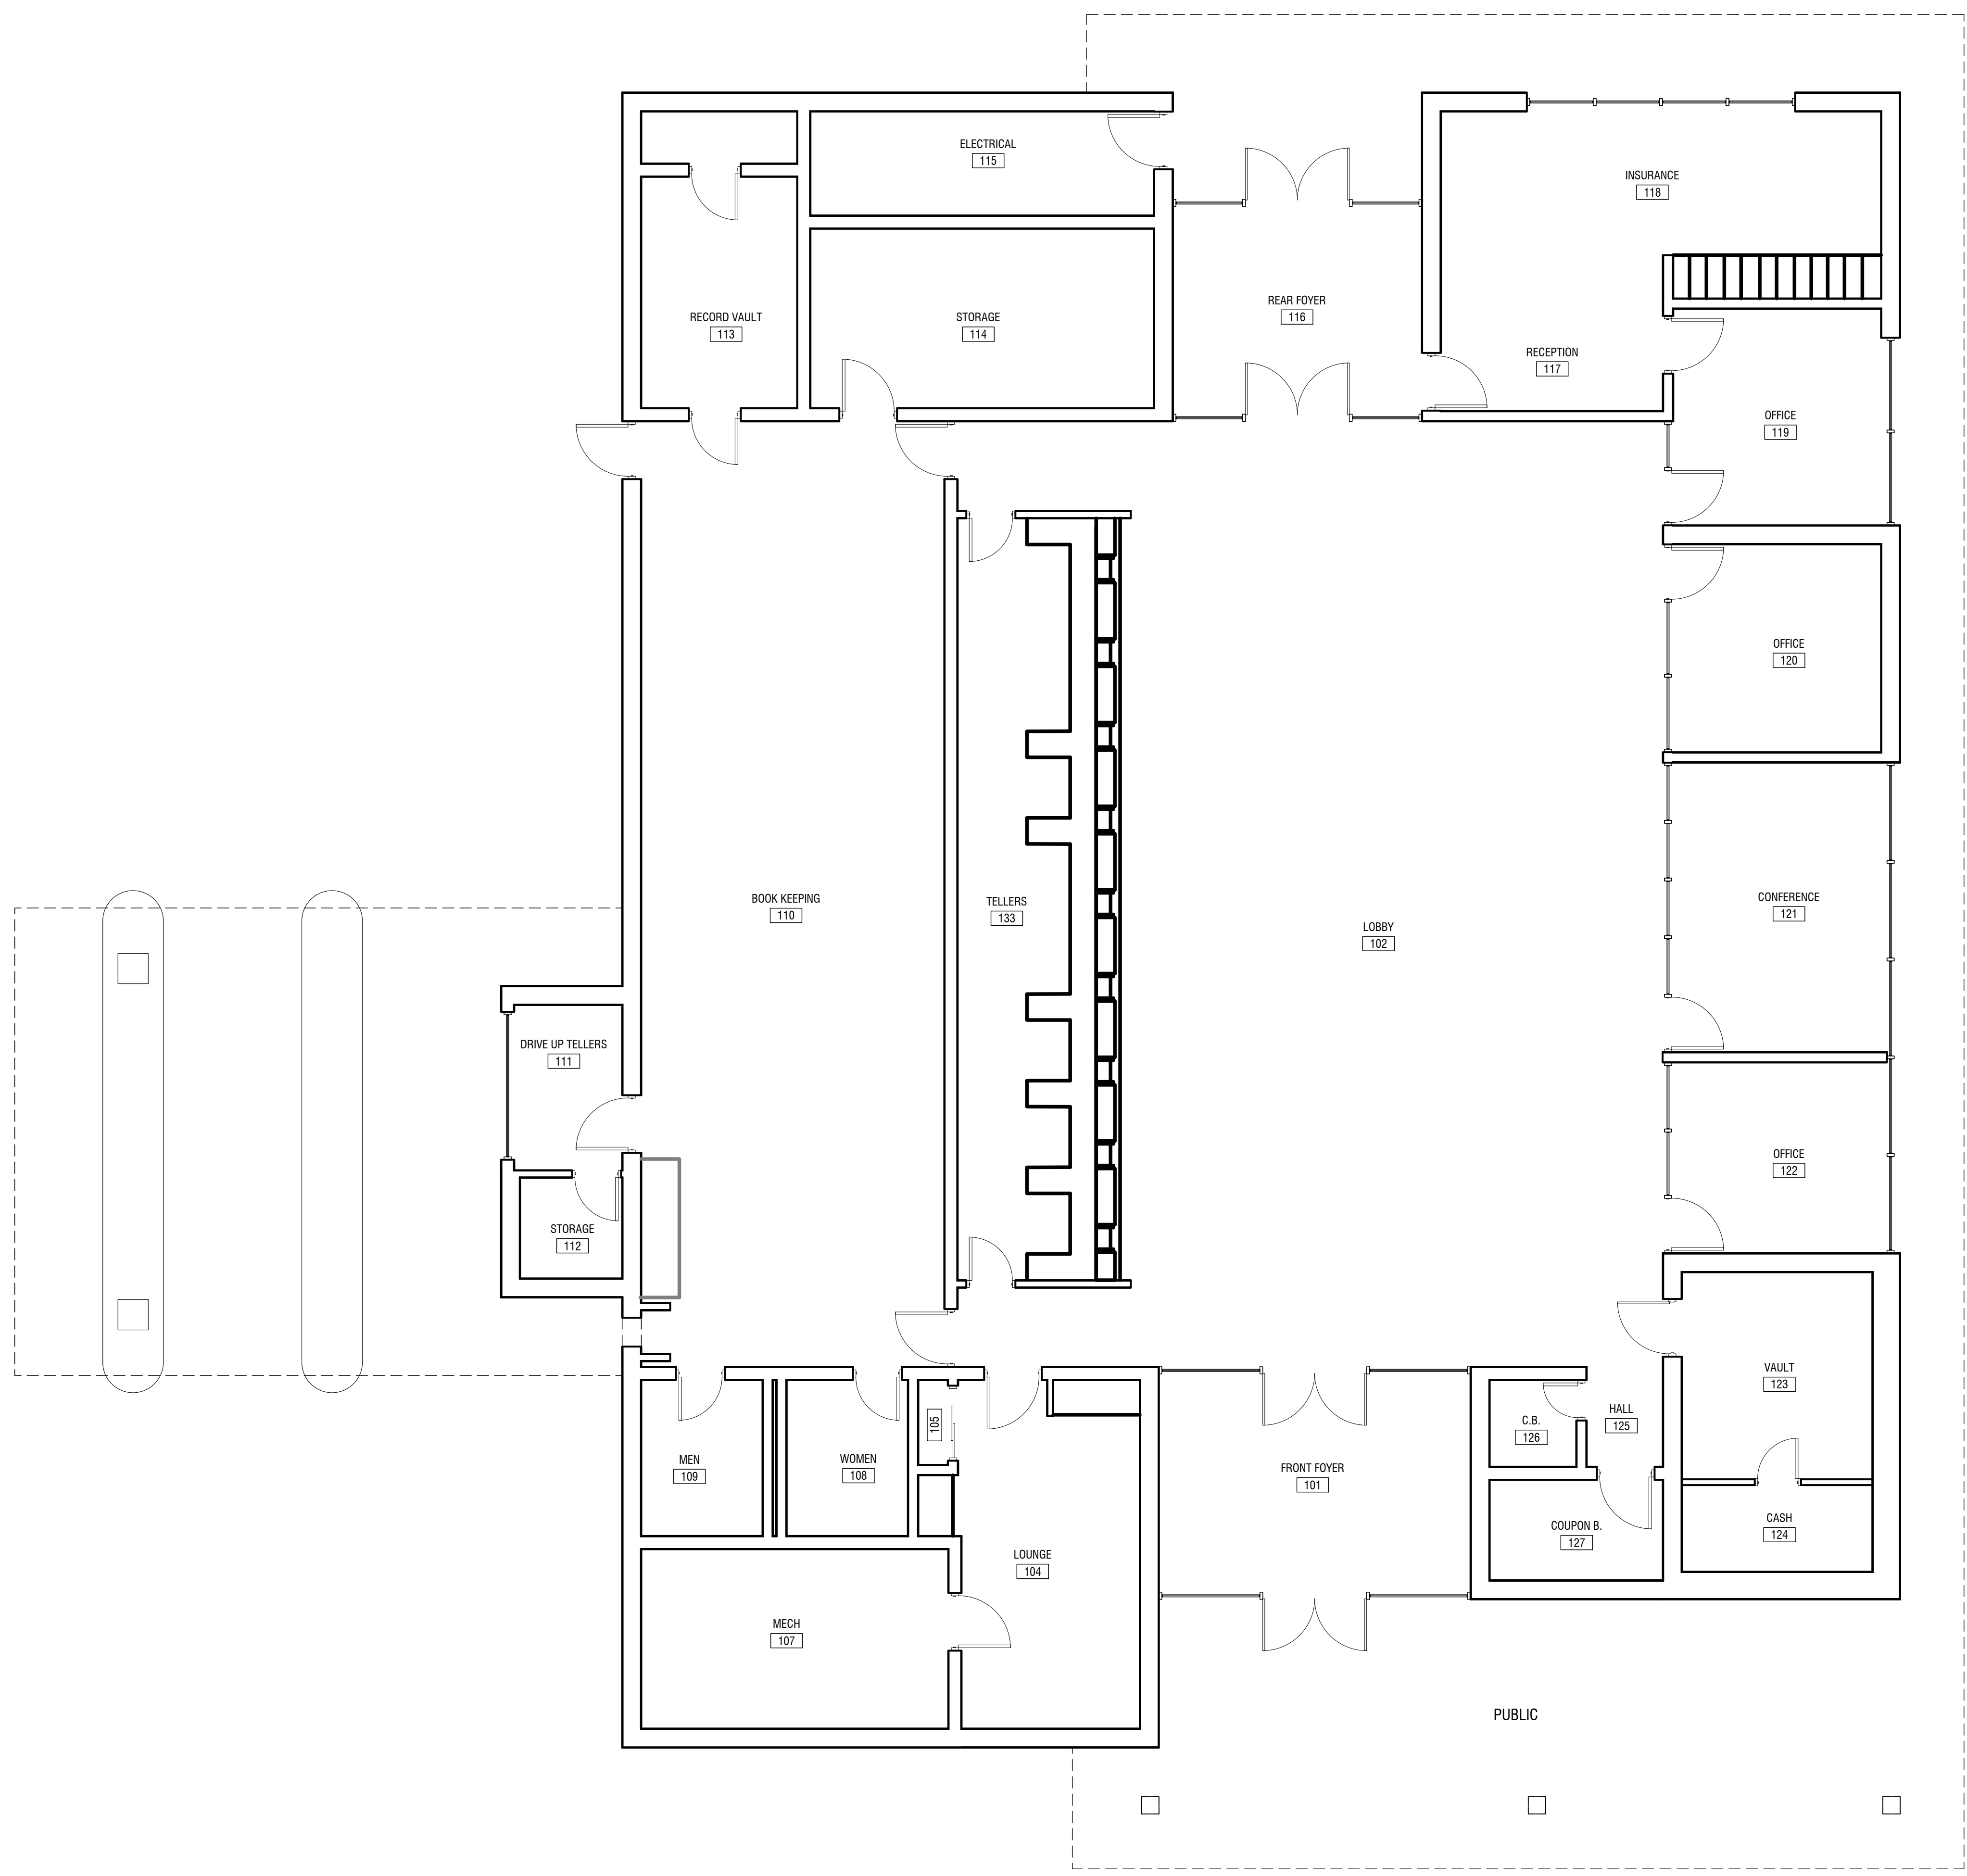 ELECTRICAL
115
INSURANCE
118
RECORD VAULT
113
STORAGE
114
REAR FOYER
116
RECEPTION
117
OFFICE
119
OFFICE
120
BOOK KEEPING
110
TELLERS
133
LOBBY
102
CONFERENCE
121
DRIVE UP TELLERS
111
OFFICE
122
STORAGE
112
VAULT
123
105
HALL
125
C.B.
126
MEN
109
WOMEN
108
FRONT FOYER
101
CASH
124
COUPON B.
127
LOUNGE
104
MECH
107
PUBLIC